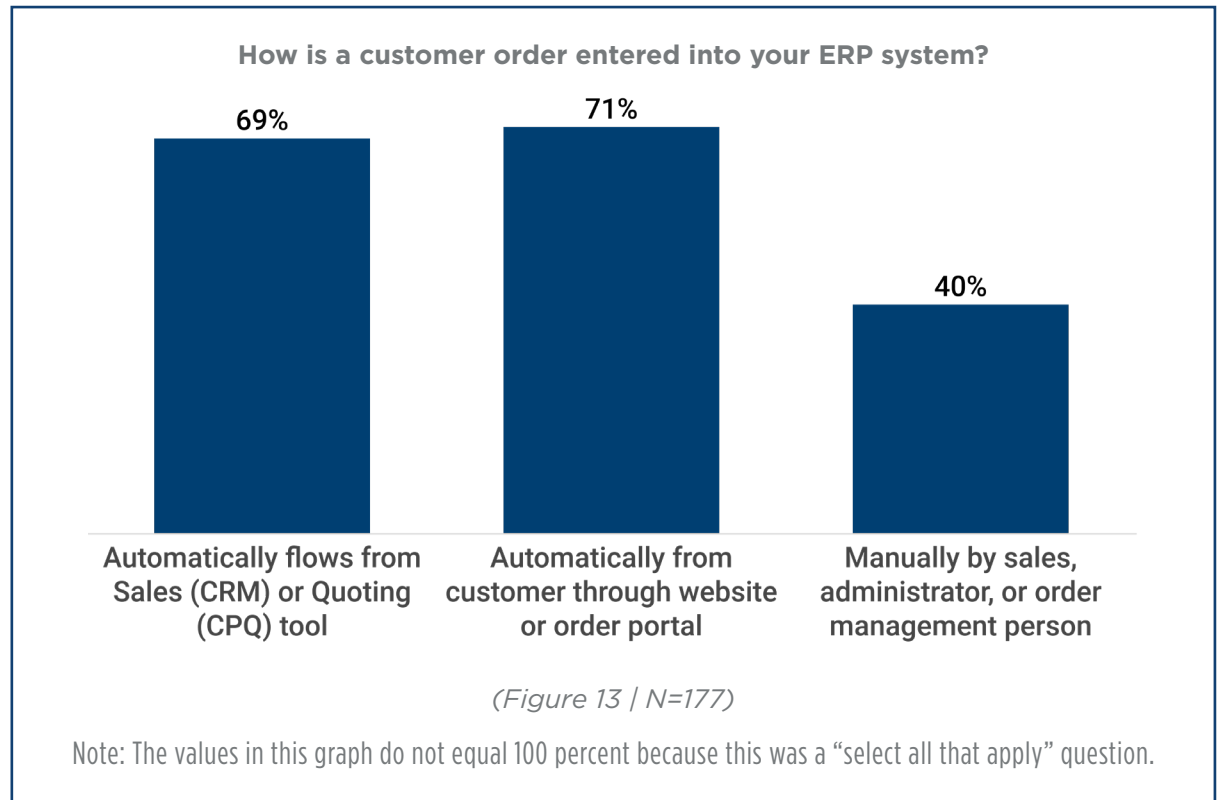 How is a customer order entered into your ERP system?
69%
71%
40%
Automatically flows from
Sales (CRM) or Quoting
(CPQ) tool
Automatically from
customer through website
or order portal
Manually by sales,
administrator, or order
management person
(Figure 13 | N=177)
Note: The values in this graph do not equal 100 percent because this was a “select all that apply” question.